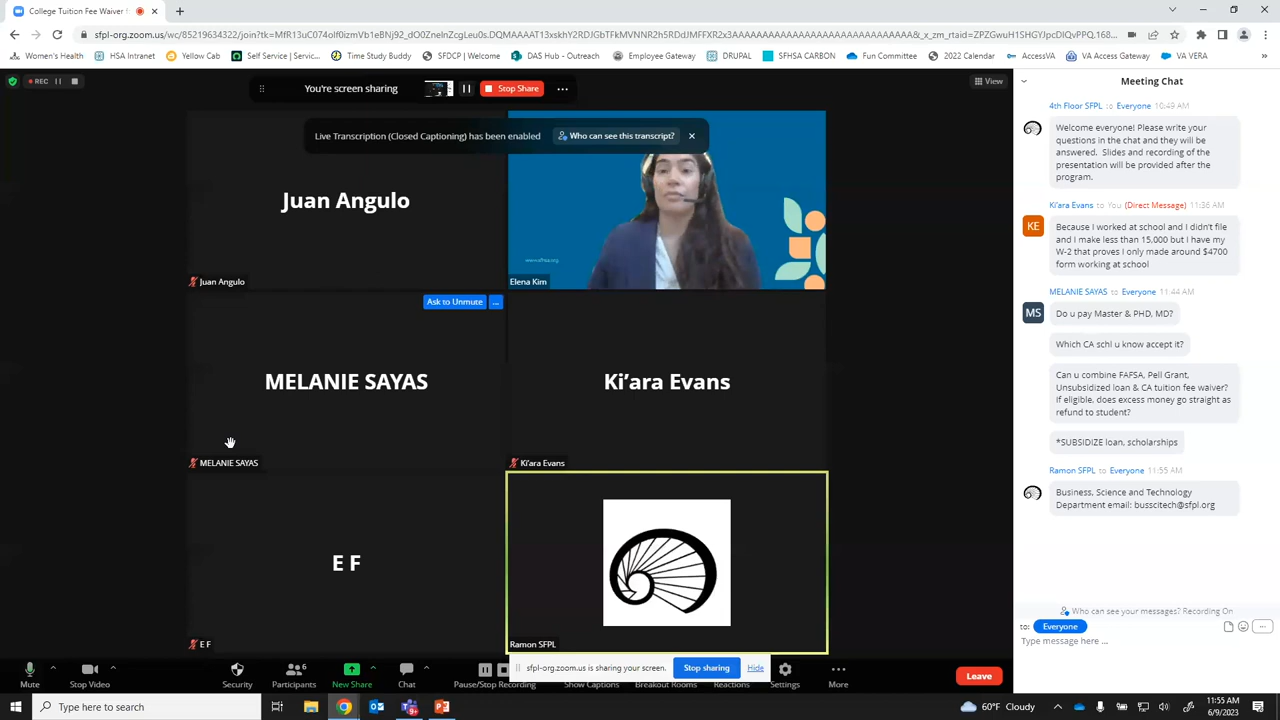 College Tuition Fee Waiver f
sfpl-org.zoom.us/wc/85219634322/join?tk=
Women's Health
HSA Intranet
Yellow Cab
Self Service | Servic...
Time Study Buddy
SFDCP - Welcome
DAS Hub - Outreach
Employee Gateway
DRUPAL
SFHSA CARBON
Fun Committee
2022 Calendar
AccessVA
VA Access Gateway
VA VERA
REC
You're screen sharing
Stop Share
View
Live Transcription (Closed Captioning) has been enabled
Who can see this transcript?
Juan Angulo
Juan Angulo
www.sfhsa.org
Elena Kim
Ask to Unmute
...
MELANIE SAYAS
MELANIE SAYAS
Ki’ara Evans
Ki’ara Evans
E F
E F
Ramon SFPL
sfpl-org.zoom.us is sharing your screen.
Stop sharing
Hide
Stop Video
Security
6
Participants
New Share
Chat
Pause/Stop Recording
Show Captions
Breakout Rooms
Reactions
Settings
More
Leave
Meeting Chat
4th Floor SFPL to Everyone 10:49 AM
Welcome everyone! Please write your
questions in the chat and they will be
answered. Slides and recording of the
presentation will be provided after the
program.
Ki’ara Evans to You (Direct Message) 11:36 AM
KE
Because I worked at school and I didn’t file
and I make less than 15,000 but I have my
W-2 that proves I only made around $4700
form working at school
MELANIE SAYAS to Everyone 11:44 AM
MS
Do u pay Master & PHD, MD?
Which CA schl u know accept it?
Can u combine FAFSA, Pell Grant,
Unsubsidized loan & CA tuition fee waiver?
If eligible, does excess money go straight as
refund to student?
*SUBSIDIZE loan, scholarships
Ramon SFPL to Everyone 11:55 AM
Business, Science and Technology
Department email: busscitech@sfpl.org
Who can see your messages? Recording On
to: Everyone
Type message here ...
Type here to search
60°F Cloudy
11:55 AM
6/9/2023